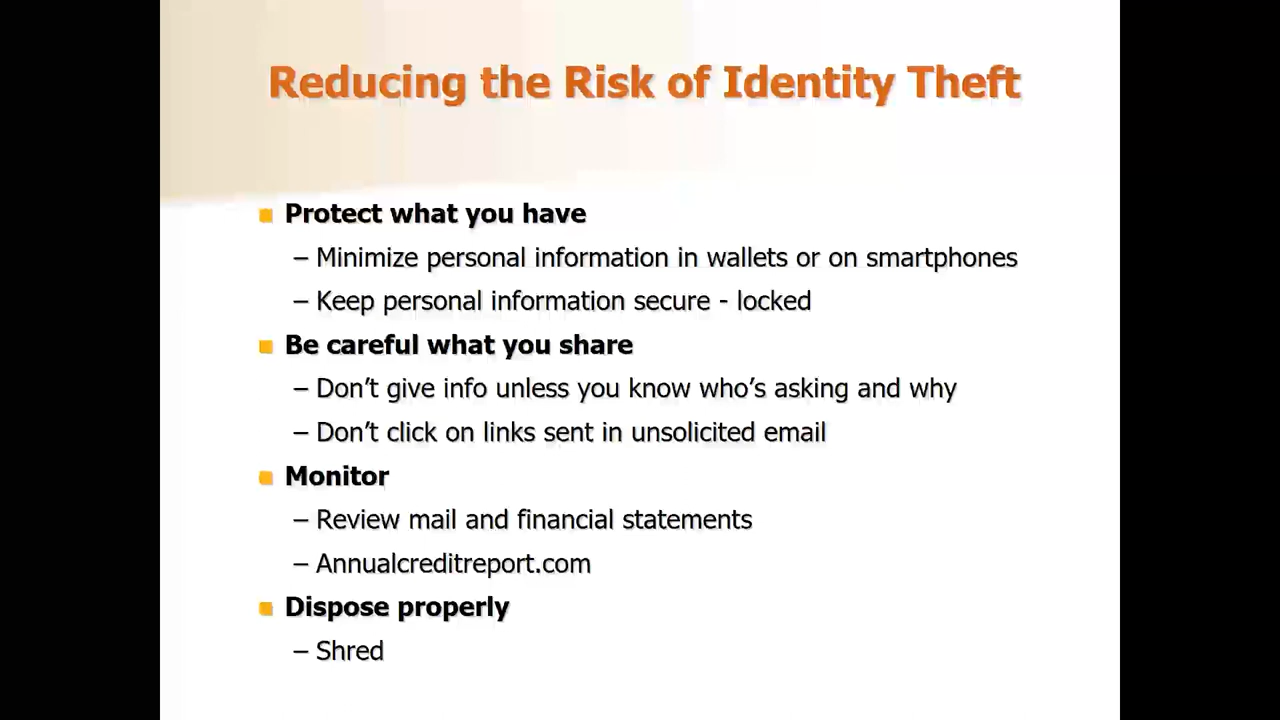 Reducing the Risk of Identity Theft
Protect what you have
– Minimize personal information in wallets or on smartphones
– Keep personal information secure - locked
Be careful what you share
– Don’t give info unless you know who’s asking and why
– Don’t click on links sent in unsolicited email
Monitor
– Review mail and financial statements
– Annualcreditreport.com
Dispose properly
– Shred